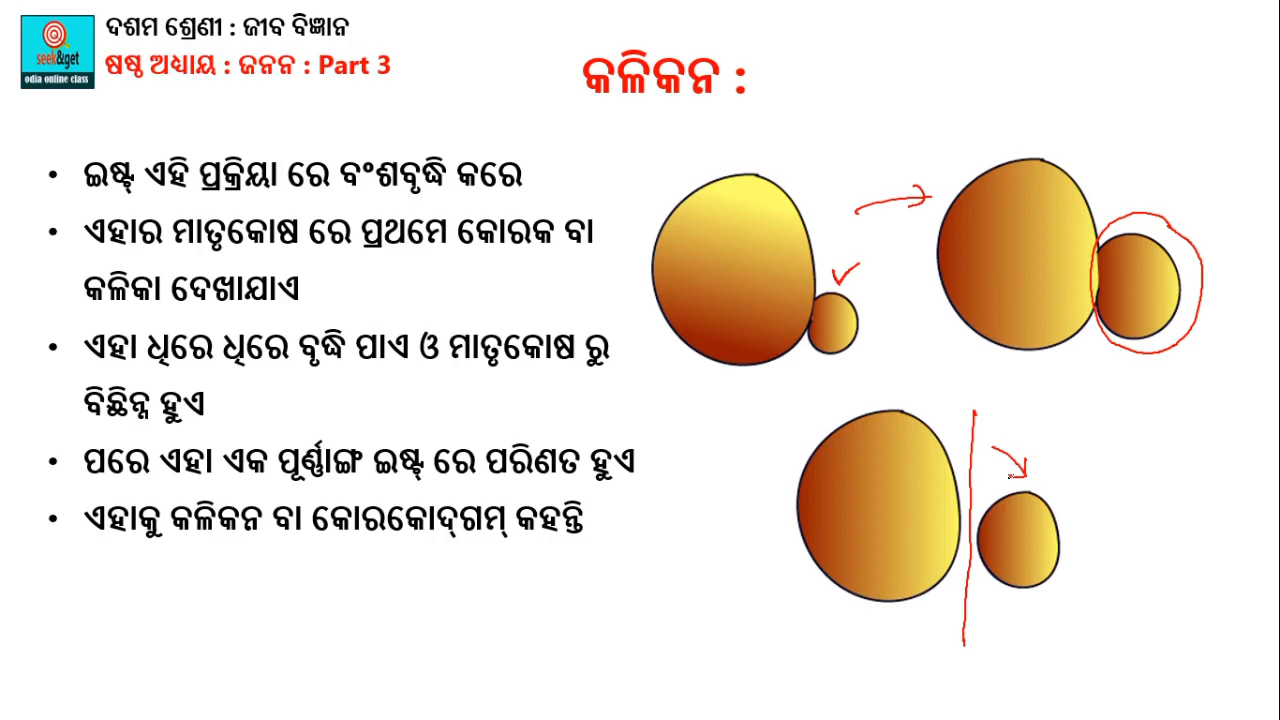 seek&get
odia online class
ଦଶମ ଶ୍ରେଣୀ : ଜୀବ ବିଜ୍ଞାନ
ଷଷ୍ଠ ଅଧ୍ୟାୟ : ଜନନ : Part 3
କଳିକନ :
• ଇଷ୍ଟ୍ ଏହି ପ୍ରକ୍ରିୟା ରେ ବଂଶବୃଦ୍ଧି କରେ
• ଏହାର ମାତୃକୋଷ ରେ ପ୍ରଥମେ କୋରକ ବା
କଳିକା ଦେଖାଯାଏ
• ଏହା ଧିରେ ଧିରେ ବୃଦ୍ଧି ପାଏ ଓ ମାତୃକୋଷ ରୁ
ବିଛିନ୍ନ ହୁଏ
• ପରେ ଏହା ଏକ ପୂର୍ଣ୍ଣାଙ୍ଗ ଇଷ୍ଟ୍ ରେ ପରିଣତ ହୁଏ
• ଏହାକୁ କଳିକନ ବା କୋରକୋଦ୍‌ଗମ୍ କହନ୍ତି